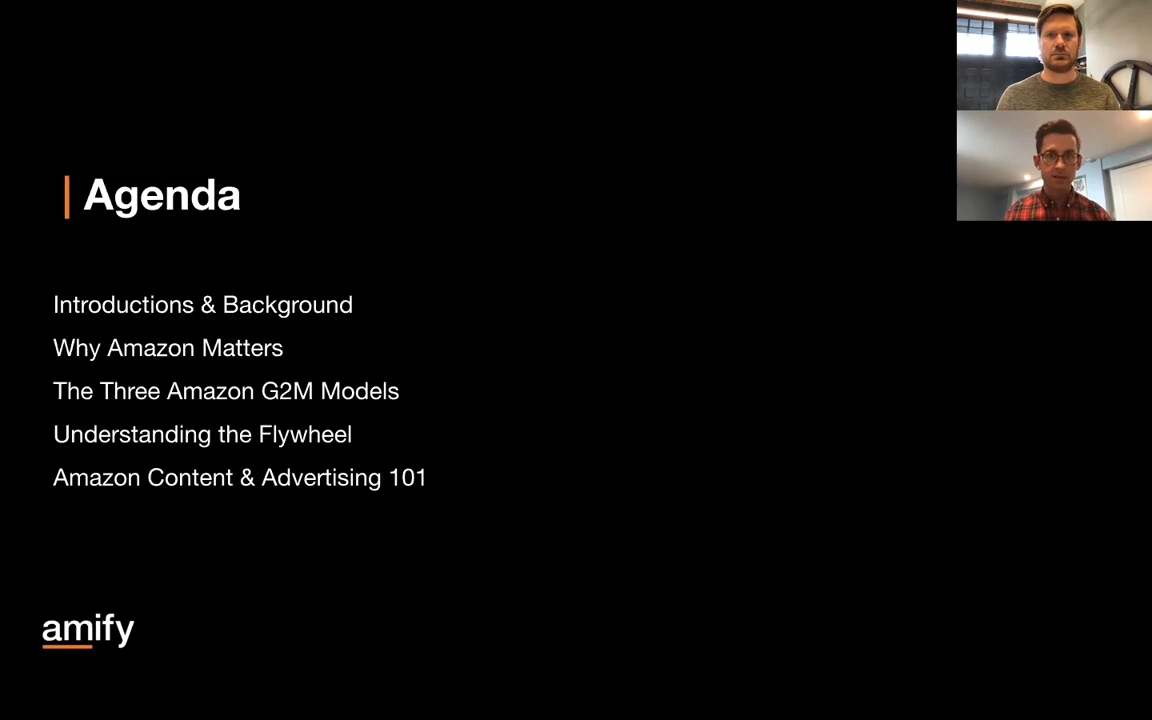 Agenda
Introductions & Background
Why Amazon Matters
The Three Amazon G2M Models
Understanding the Flywheel
Amazon Content & Advertising 101
amify